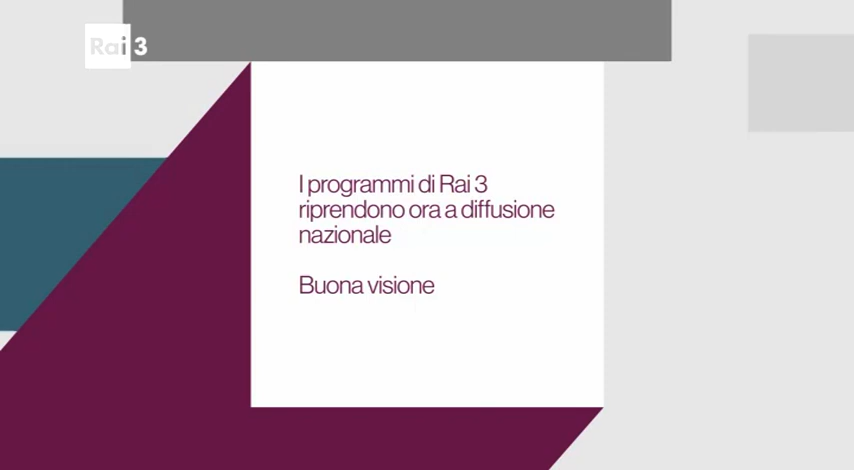 Rai 3
I programmi di Rai 3
riprendono ora a diffusione
nazionale
Buona visione